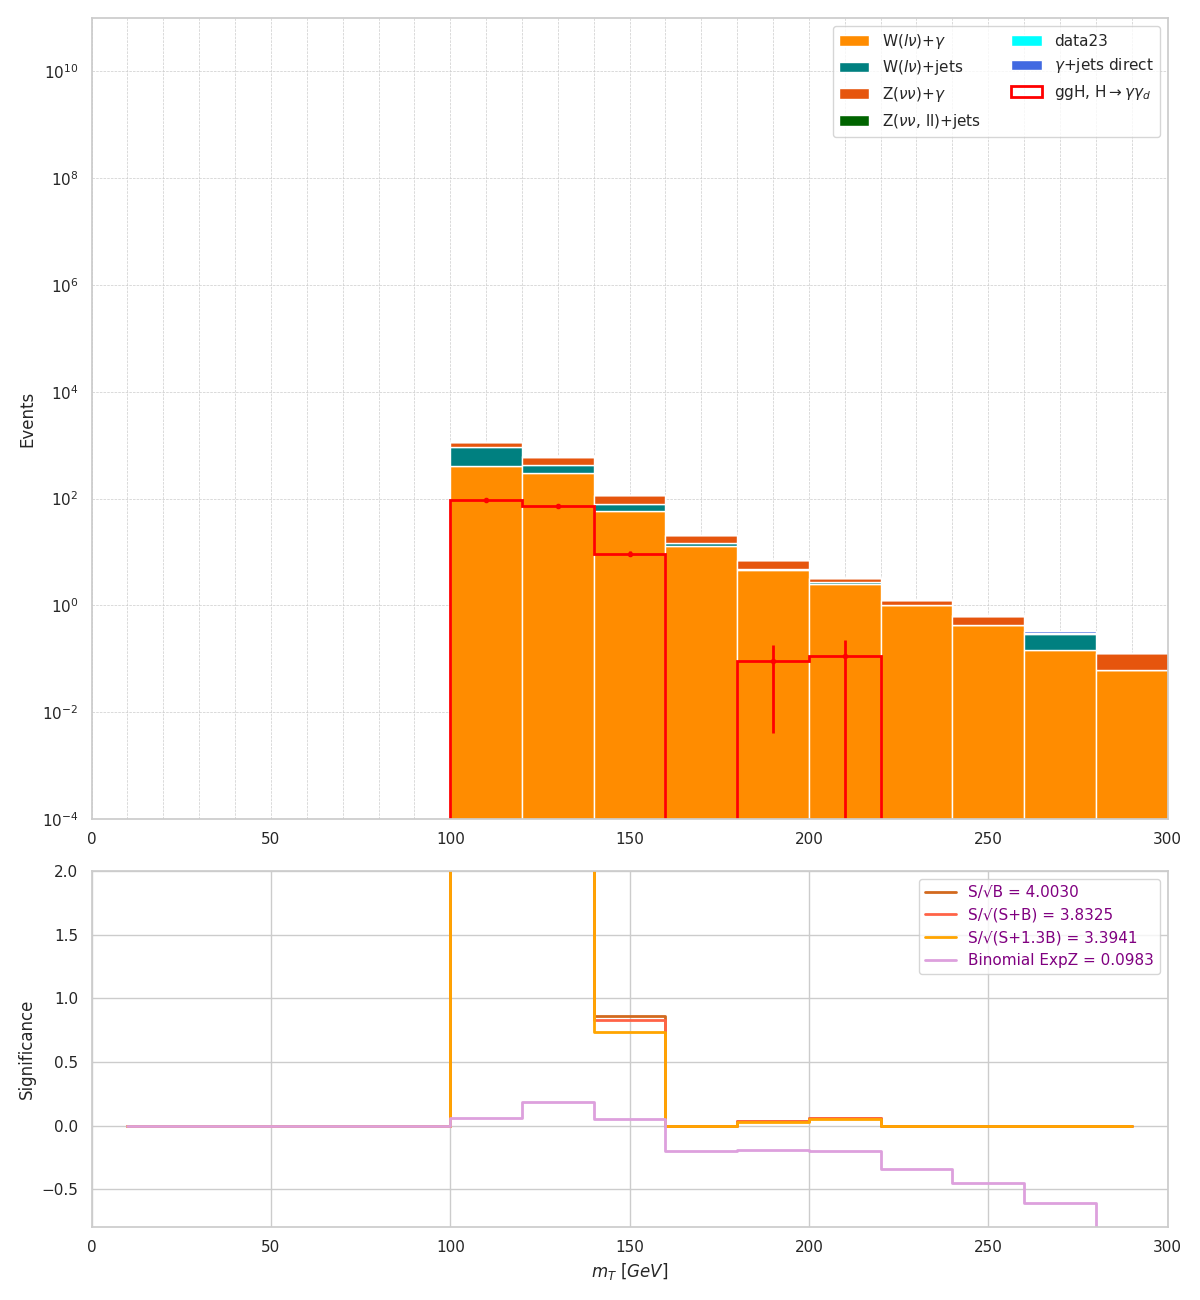 W(lν)+γ
W(lν)+jets
Z(νν)+γ
Z(νν, ll)+jets
data23
γ+jets direct
ggH, H→γγ_d
Events
10^10
10^8
10^6
10^4
10^2
10^0
10^−2
10^−4
0 50 100 150 200 250 300
S/√B = 4.0030
S/√(S+B) = 3.8325
S/√(S+1.3B) = 3.3941
Binomial ExpZ = 0.0983
Significance
2.0
1.5
1.0
0.5
0.0
−0.5
0 50 100 150 200 250 300
m_T [GeV]